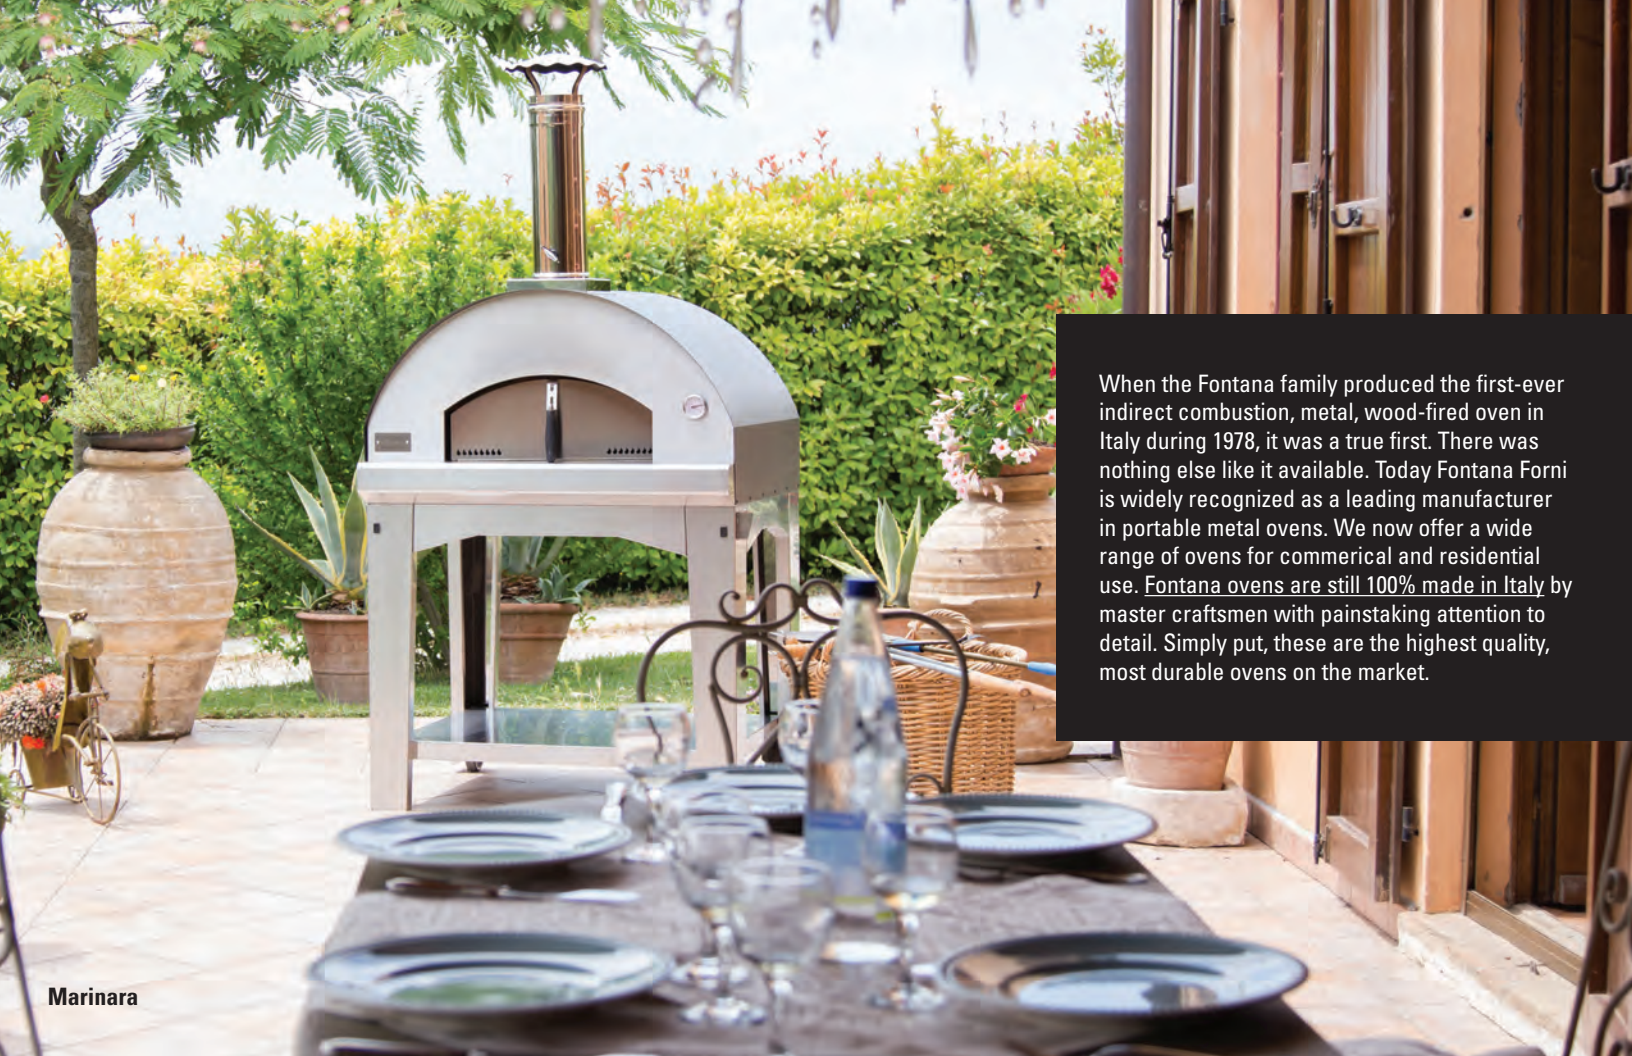 When the Fontana family produced the first-ever
indirect combustion, metal, wood-fired oven in
Italy during 1978, it was a true first. There was
nothing else like it available. Today Fontana Forni
is widely recognized as a leading manufacturer
in portable metal ovens. We now offer a wide
range of ovens for commerical and residential
use. Fontana ovens are still 100% made in Italy by
master craftsmen with painstaking attention to
detail. Simply put, these are the highest quality,
most durable ovens on the market.
Marinara